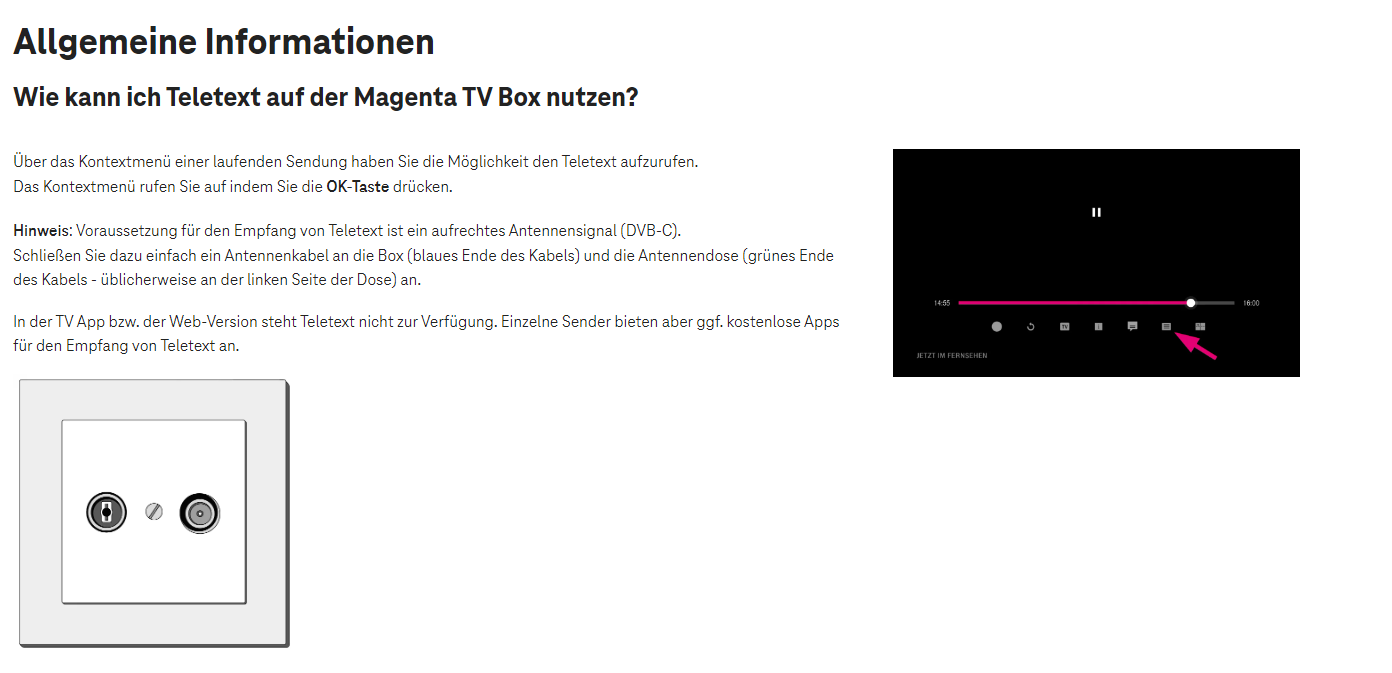 Allgemeine Informationen
Wie kann ich Teletext auf der Magenta TV Box nutzen?
Über das Kontextmenü einer laufenden Sendung haben Sie die Möglichkeit den Teletext aufzurufen.
Das Kontextmenü rufen Sie auf indem Sie die OK-Taste drücken.
Hinweis: Voraussetzung für den Empfang von Teletext ist ein aufrechtes Antennensignal (DVB-C).
Schließen Sie dazu einfach ein Antennenkabel an die Box (blaues Ende des Kabels) und die Antennendose (grünes Ende
des Kabels - üblicherweise an der linken Seite der Dose) an.
In der TV App bzw. der Web-Version steht Teletext nicht zur Verfügung. Einzelne Sender bieten aber ggf. kostenlose Apps
für den Empfang von Teletext an.
14:55 16:00
TV
JETZT IM FERNSEHEN